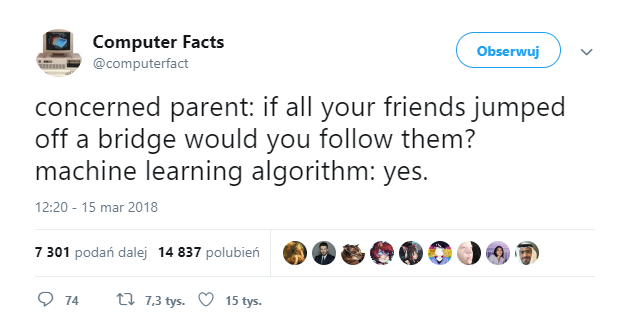 Computer Facts
@computerfact
Obserwuj
concerned parent: if all your friends jumped
off a bridge would you follow them?
machine learning algorithm: yes.
12:20 - 15 mar 2018
7 301 podań dalej 14 837 polubień
74 7,3 tys. 15 tys.